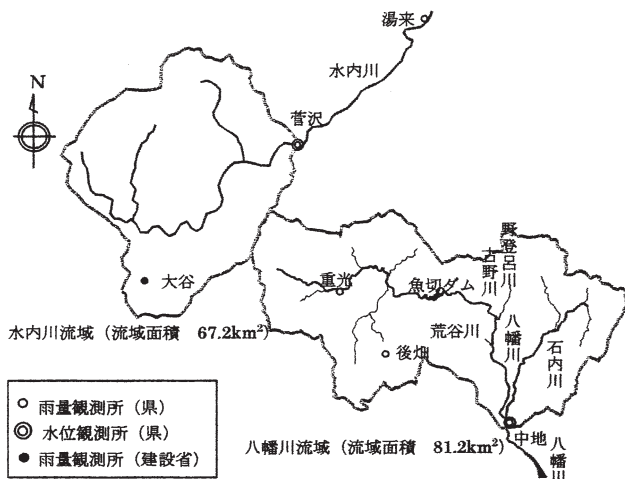 湯来
水内川
N
菅沢
大谷
水内川流域（流域面積 67.2km²）
野登呂川
古野川
重光
魚切ダム
八幡川
荒谷川
石内川
後畑
中地
八幡川
八幡川流域（流域面積 81.2km²）
雨量観測所（県）
水位観測所（県）
雨量観測所（建設省）